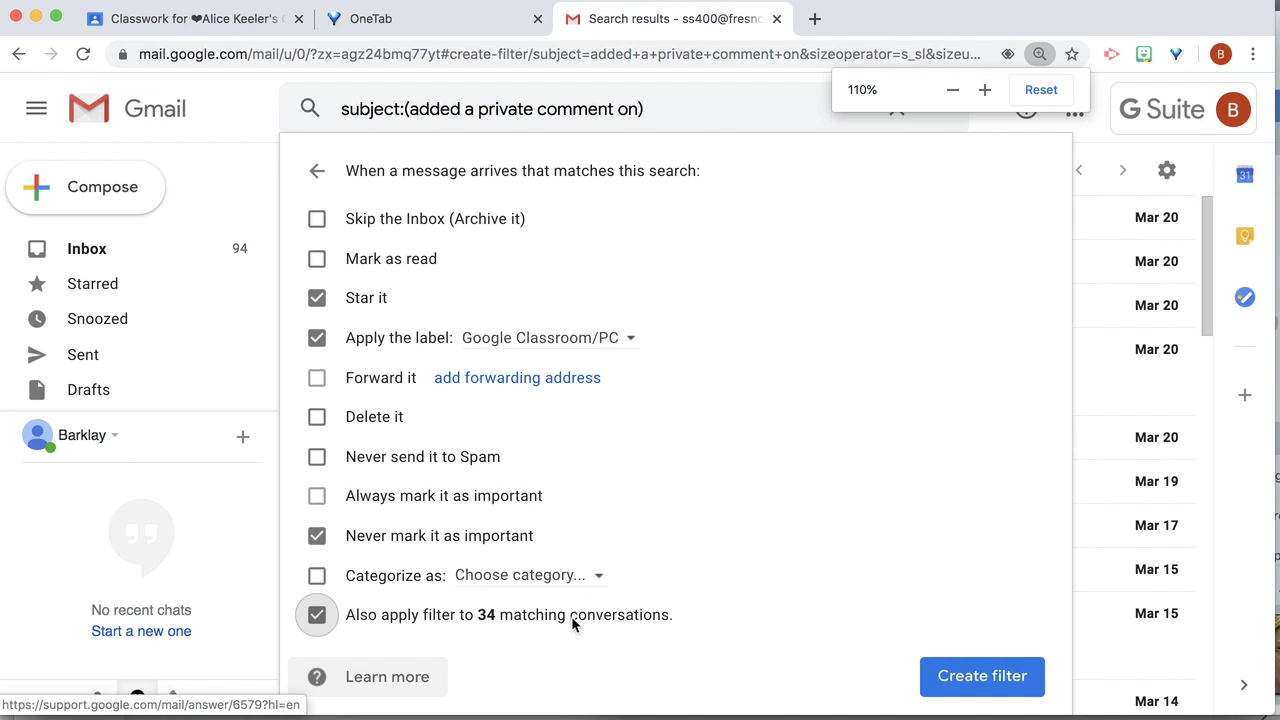 Classwork for ❤Alice Keeler's C
OneTab
Search results - ss400@fresno
mail.google.com/mail/u/0/?zx=agz24bmq77yt#create-filter/subject=added+a+private+comment+on&sizeoperator=s_sl&sizeu...
B
110%
Reset
Gmail
subject:(added a private comment on)
G Suite
B
Compose
Inbox 94
Starred
Snoozed
Sent
Drafts
Barklay
No recent chats
Start a new one
When a message arrives that matches this search:
Skip the Inbox (Archive it)
Mark as read
Star it
Apply the label: Google Classroom/PC
Forward it add forwarding address
Delete it
Never send it to Spam
Always mark it as important
Never mark it as important
Categorize as: Choose category...
Also apply filter to 34 matching conversations.
Learn more
Create filter
Mar 20
Mar 20
Mar 20
Mar 20
Mar 20
Mar 19
Mar 17
Mar 15
Mar 15
Mar 14
31
https://support.google.com/mail/answer/6579?hl=en